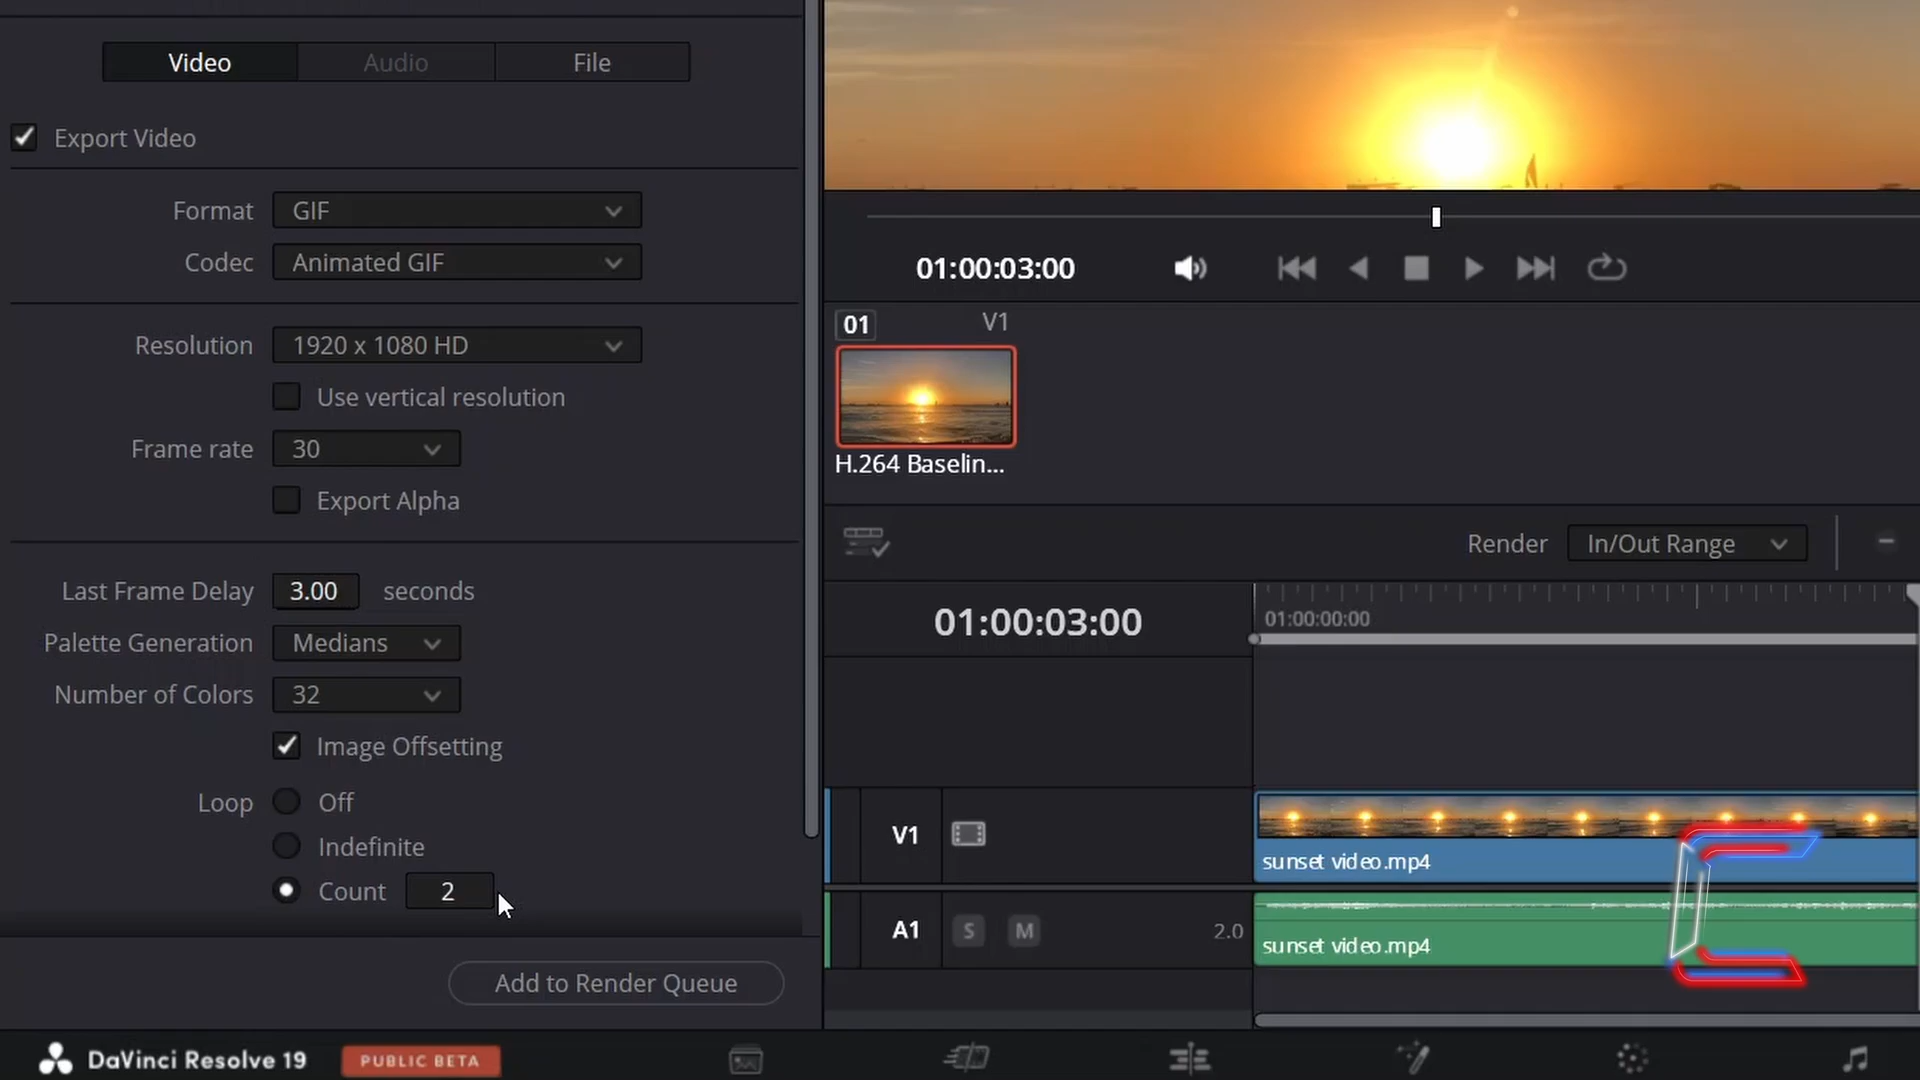 Video
Audio
File
Export Video
Format
GIF
Codec
Animated GIF
Resolution
1920 x 1080 HD
Use vertical resolution
Frame rate
30
Export Alpha
Last Frame Delay
3.00
seconds
Palette Generation
Medians
Number of Colors
32
Image Offsetting
Loop
Off
Indefinite
Count
2
Add to Render Queue
01:00:03:00
01
V1
H.264 Baselin...
Render
In/Out Range
01:00:03:00
01:00:00:00
V1
sunset video.mp4
A1
S
M
2.0
sunset video.mp4
DaVinci Resolve 19
PUBLIC BETA